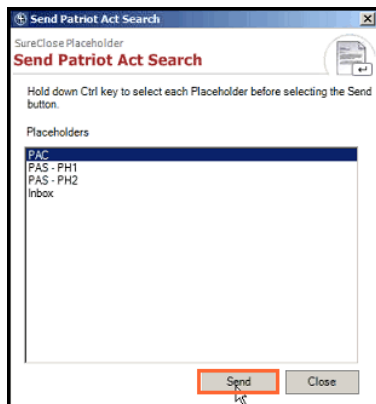 Send Patriot Act Search
SureClose Placeholder
Send Patriot Act Search
Hold down Ctrl key to select each Placeholder before selecting the Send
button.
Placeholders
PAC
PAS - PH1
PAS - PH2
Inbox
Send Close